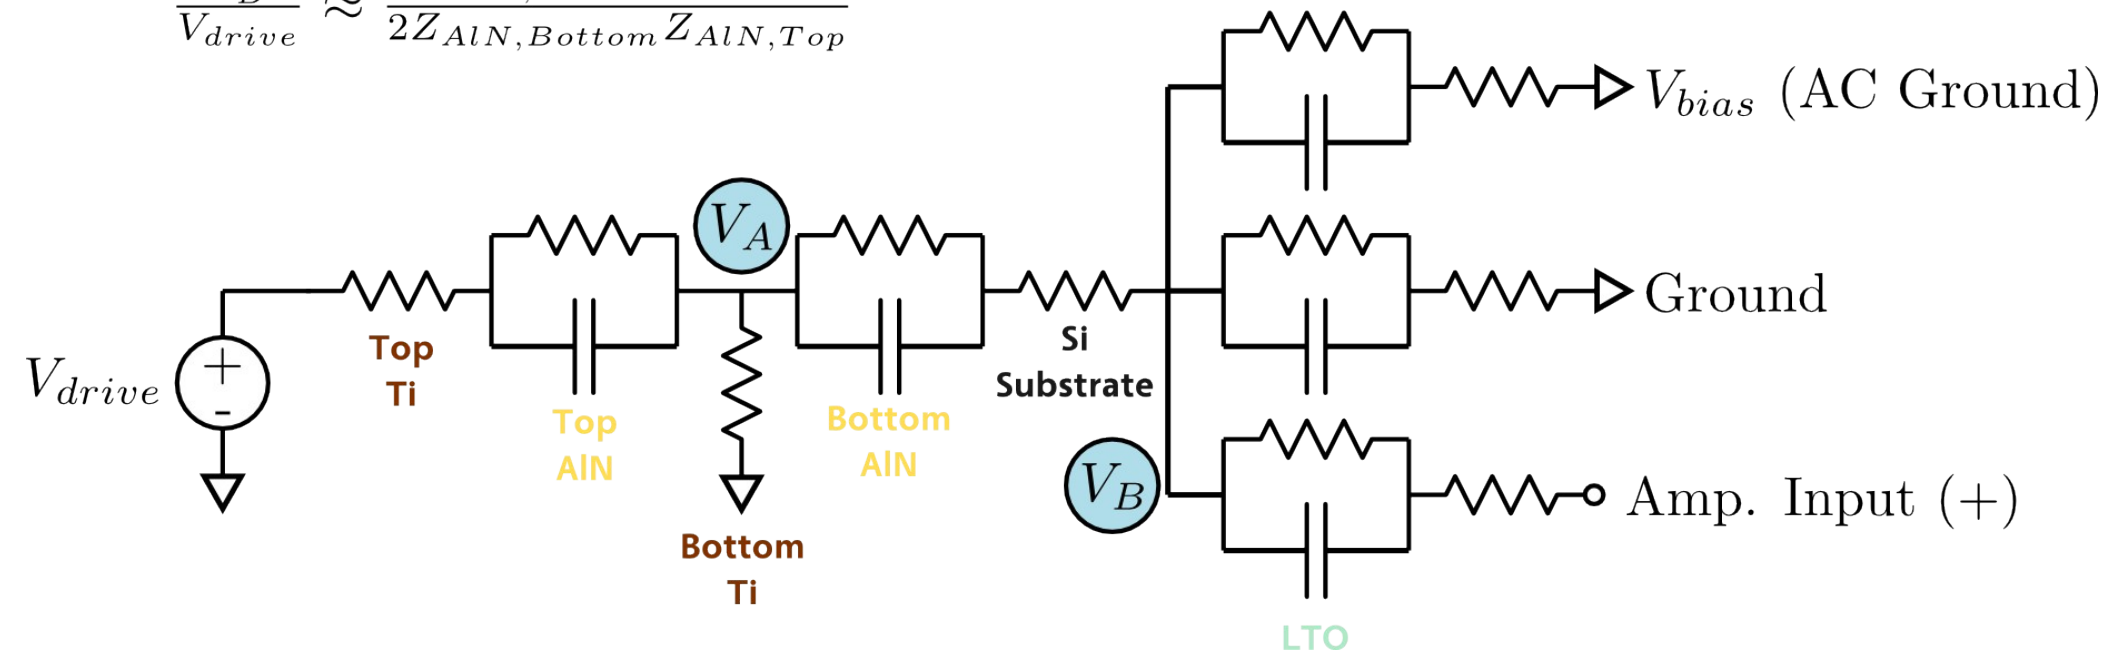 V_{drive} ≈ 2Z_{AlN,Bottom}Z_{AlN,Top}
V_{bias} (AC Ground)
V_A
Ground
V_{drive}
+
-
Top
Ti
Top
AlN
Bottom
AlN
Si
Substrate
V_B
Amp. Input (+)
Bottom
Ti
LTO